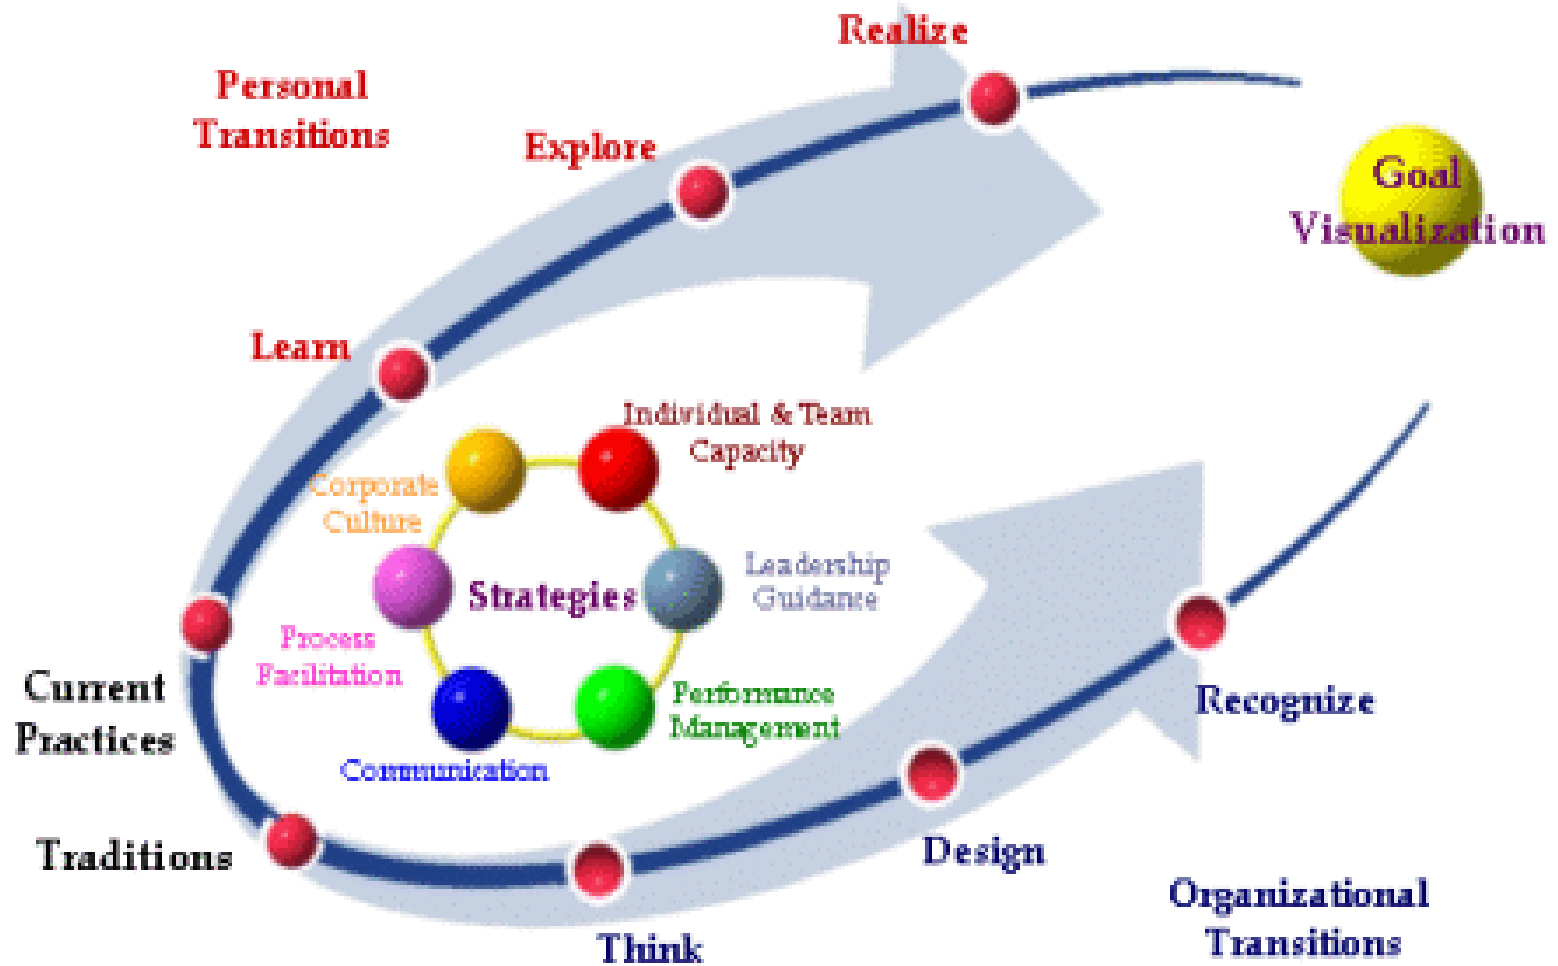 Realize
Personal
Transitions
Explore
Goal
Visualization
Learn
Individual & Team
Capacity
Corporate
Culture
Leadership
Guidance
Strategies
Process
Facilitation
Current
Practices
Performance
Management
Recognize
Communication
Traditions
Design
Organizational
Transitions
Think